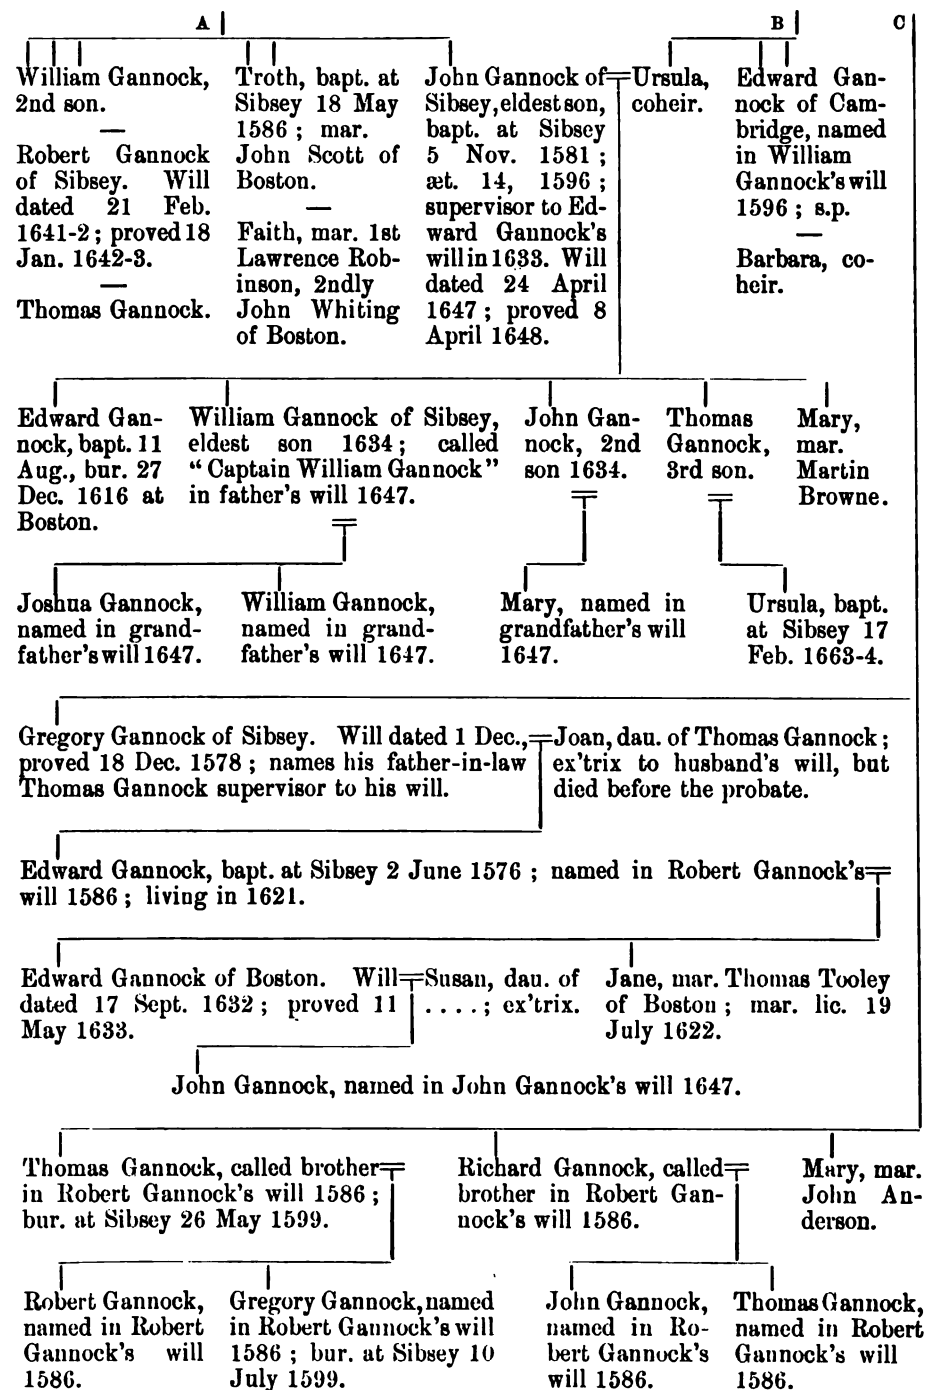 A
B
C
William Gannock,
2nd son.
—
Robert Gannock
of Sibsey. Will
dated 21 Feb.
1641-2; proved 18
Jan. 1642-3.
—
Thomas Gannock.
Troth, bapt. at
Sibsey 18 May
1586; mar.
John Scott of
Boston.
—
Faith, mar. 1st
Lawrence Rob-
inson, 2ndly
John Whiting
of Boston.
John Gannock of
Sibsey, eldest son,
bapt. at Sibsey
5 Nov. 1581;
æt. 14, 1596;
supervisor to Ed-
ward Gannock's
will in 1633. Will
dated 24 April
1647; proved 8
April 1648.
Ursula,
coheir.
Edward Gan-
nock of Cam-
bridge, named
in William
Gannock's will
1596; s.p.
—
Barbara, co-
heir.
Edward Gan-
nock, bapt. 11
Aug., bur. 27
Dec. 1616 at
Boston.
William Gannock of Sibsey,
eldest son 1634; called
"Captain William Gannock"
in father's will 1647.
John Gan-
nock, 2nd
son 1634.
Thomas
Gannock,
3rd son.
Mary,
mar.
Martin
Browne.
Joshua Gannock,
named in grand-
father's will 1647.
William Gannock,
named in grand-
father's will 1647.
Mary, named in
grandfather's will
1647.
Ursula, bapt.
at Sibsey 17
Feb. 1663-4.
Gregory Gannock of Sibsey. Will dated 1 Dec.,
proved 18 Dec. 1578; names his father-in-law
Thomas Gannock supervisor to his will.
Joan, dau. of Thomas Gannock;
ex'trix to husband's will, but
died before the probate.
Edward Gannock, bapt. at Sibsey 2 June 1576; named in Robert Gannock's
will 1586; living in 1621.
Edward Gannock of Boston. Will
dated 17 Sept. 1632; proved 11
May 1633.
Susan, dau. of
....; ex'trix.
Jane, mar. Thomas Tooley
of Boston; mar. lic. 19
July 1622.
John Gannock, named in John Gannock's will 1647.
Thomas Gannock, called brother
in Robert Gannock's will 1586;
bur. at Sibsey 26 May 1599.
Richard Gannock, called
brother in Robert Gan-
nock's will 1586.
Mary, mar.
John An-
derson.
Robert Gannock,
named in Robert
Gannock's will
1586.
Gregory Gannock, named
in Robert Gannock's will
1586; bur. at Sibsey 10
July 1599.
John Gannock,
named in Ro-
bert Gannock's
will 1586.
Thomas Gannock,
named in Robert
Gannock's will
1586.